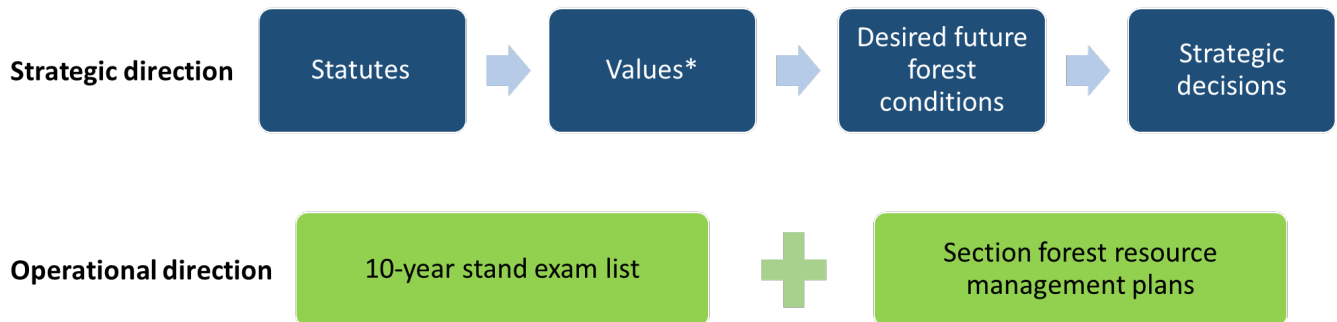 Strategic direction
Statutes
Values*
Desired future
forest
conditions
Strategic
decisions
Operational direction
10-year stand exam list
Section forest resource
management plans